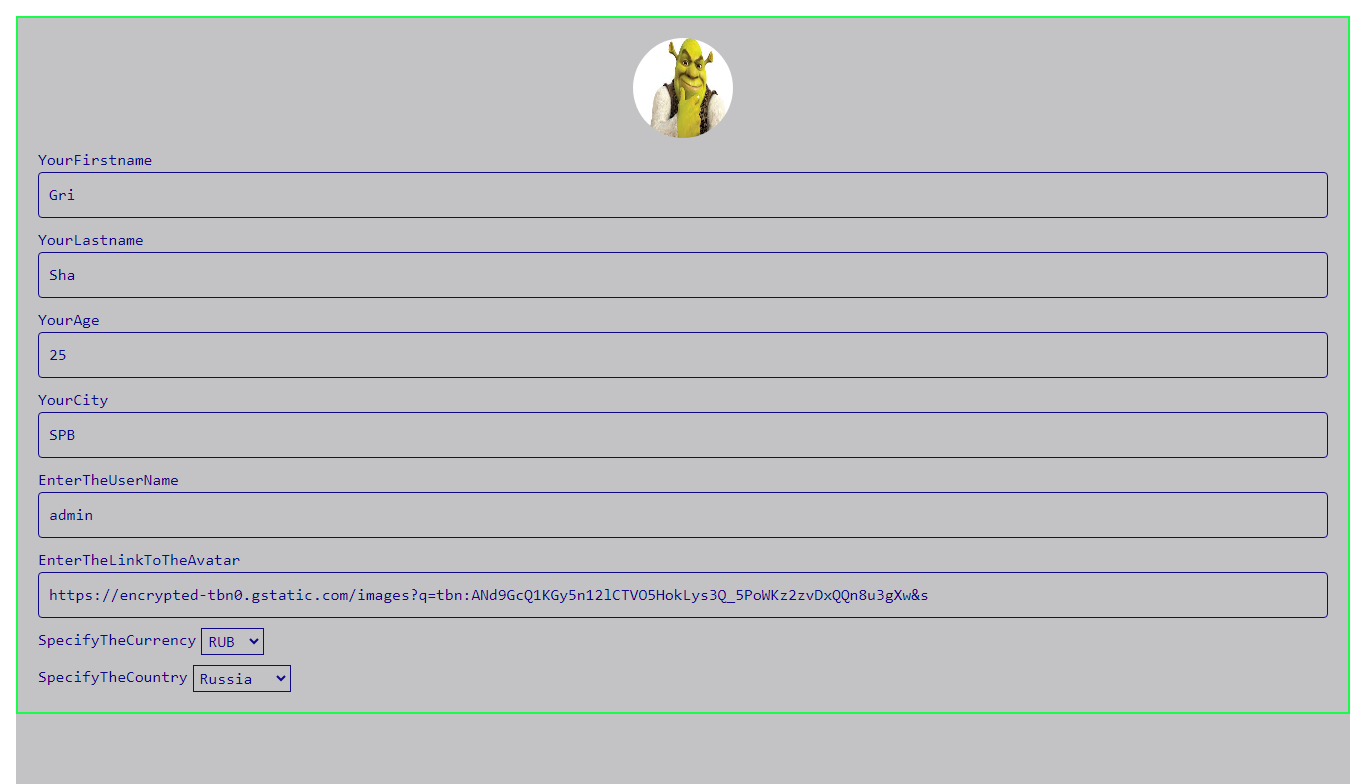 YourFirstname
Gri
YourLastname
Sha
YourAge
25
YourCity
SPB
EnterTheUserName
admin
EnterTheLinkToTheAvatar
https://encrypted-tbn0.gstatic.com/images?q=tbn:ANd9GcQ1KGy5n12lCTVO5HokLys3Q_5PoWKz2zvDxQQn8u3gXw&s
SpecifyTheCurrency RUB
SpecifyTheCountry Russia